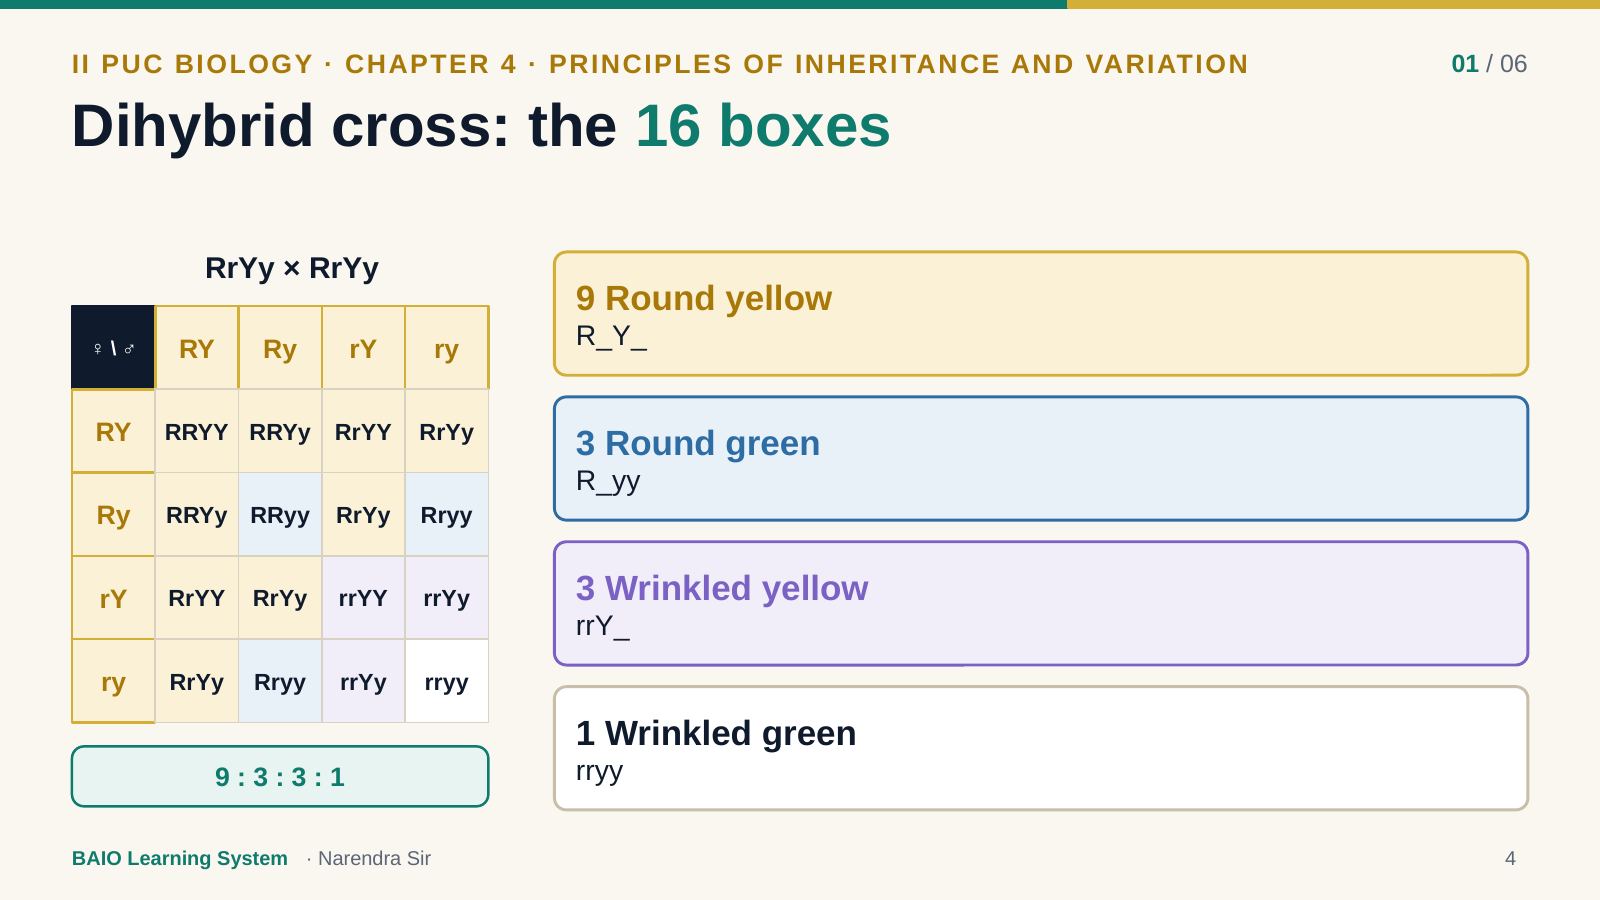 II PUC BIOLOGY · CHAPTER 4 · PRINCIPLES OF INHERITANCE AND VARIATION
01 / 06
Dihybrid cross: the 16 boxes
RrYy × RrYy
♀ \ ♂ RY Ry rY ry
RY RRYY RRYy RrYY RrYy
Ry RRYy RRyy RrYy Rryy
rY RrYY RrYy rrYY rrYy
ry RrYy Rryy rrYy rryy
9 : 3 : 3 : 1
9 Round yellow
R_Y_
3 Round green
R_yy
3 Wrinkled yellow
rrY_
1 Wrinkled green
rryy
BAIO Learning System · Narendra Sir
4